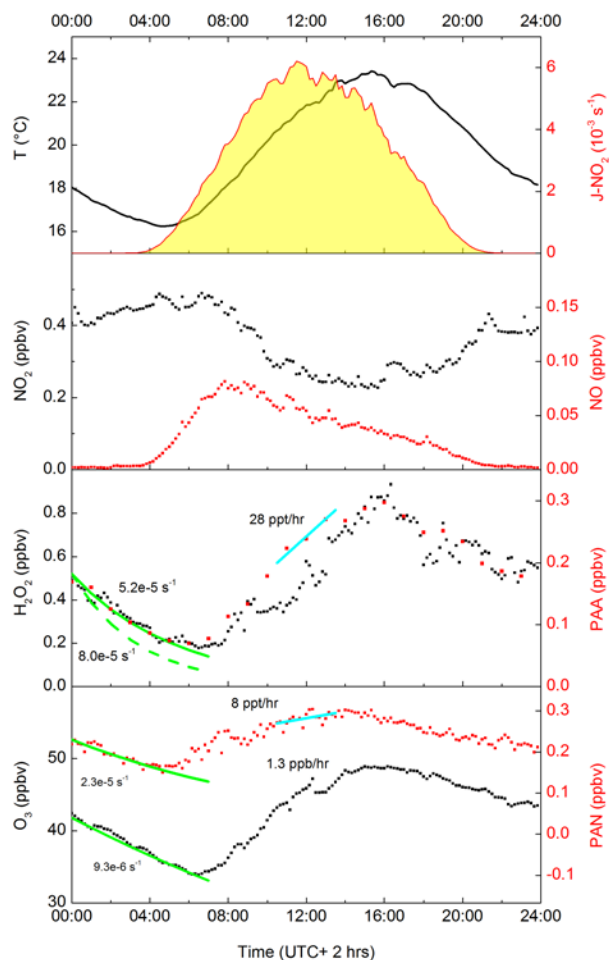 00:00 04:00 08:00 12:00 16:00 20:00 24:00
24
22
20
18
16
T (°C)
6
4
2
0
J-NO₂ (10⁻³ s⁻¹)
0.4
0.2
0.0
NO₂ (ppbv)
0.15
0.10
0.05
0.00
NO (ppbv)
0.8
0.6
0.4
0.2
0.0
H₂O₂ (ppbv)
28 ppt/hr
5.2e-5 s⁻¹
8.0e-5 s⁻¹
0.3
0.2
0.1
0.0
PAA (ppbv)
50
40
30
O₃ (ppbv)
8 ppt/hr
1.3 ppb/hr
2.3e-5 s⁻¹
9.3e-6 s⁻¹
0.3
0.2
0.1
0.0
-0.1
PAN (ppbv)
00:00 04:00 08:00 12:00 16:00 20:00 24:00
Time (UTC+ 2 hrs)